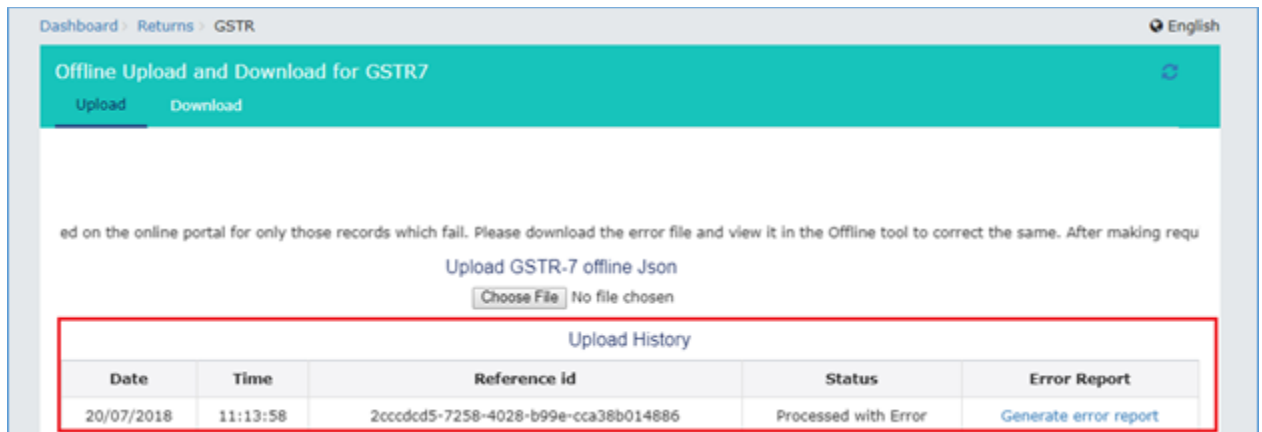 Dashboard > Returns > GSTR English
Offline Upload and Download for GSTR7
Upload Download
ed on the online portal for only those records which fail. Please download the error file and view it in the Offline tool to correct the same. After making requ
Upload GSTR-7 offline Json
Choose File No file chosen
Upload History
Date Time Reference id Status Error Report
20/07/2018 11:13:58 2cccdcd5-7258-4028-b99e-cca38b014886 Processed with Error Generate error report